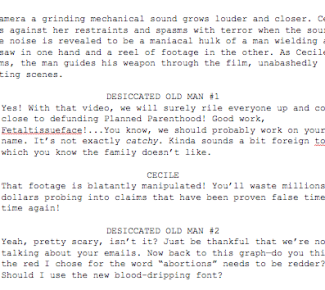 amera a grinding mechanical sound grows louder and closer. Ce
s against her restraints and spasms with terror when the sou
e noise is revealed to be a maniacal hulk of a man wielding a
saw in one hand and a reel of footage in the other. As Cecile
ms, the man guides his weapon through the film, unabashedly
ting scenes.
DESICCATED OLD MAN #1
Yes! With that video, we will surely rile everyone up and co
close to defunding Planned Parenthood! Good work,
Fetaltissueface!...You know, we should probably work on your
name. It's not exactly catchy. Kinda sounds a bit foreign to
which you know the family doesn't like.
CECILE
That footage is blatantly manipulated! You'll waste millions
dollars probing into claims that have been proven false time
time again!
DESICCATED OLD MAN #2
Yeah, pretty scary, isn't it? Just be thankful that we're no
talking about your emails. Now back to this graph—do you thi
the red I chose for the word "abortions" needs to be redder?
Should I use the new blood-dripping font?